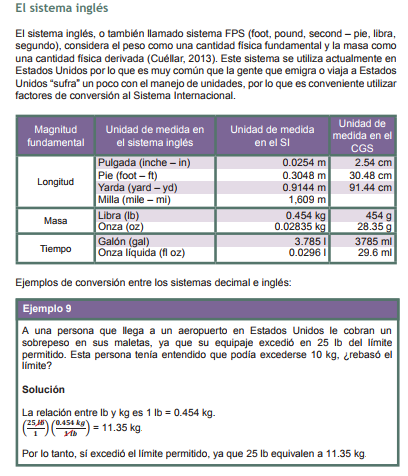 El sistema inglés
El sistema inglés, o también llamado sistema FPS (foot, pound, second – pie, libra,
segundo), considera el peso como una cantidad física fundamental y la masa como
una cantidad física derivada (Cuéllar, 2013). Este sistema se utiliza actualmente en
Estados Unidos por lo que es muy común que la gente que emigra o viaja a Estados
Unidos “sufra” un poco con el manejo de unidades, por lo que es conveniente utilizar
factores de conversión al Sistema Internacional.
Magnitud fundamental Unidad de medida en el sistema inglés Unidad de medida en el SI Unidad de medida en el CGS
Longitud
Pulgada (inche – in) 0.0254 m 2.54 cm
Pie (foot – ft) 0.3048 m 30.48 cm
Yarda (yard – yd) 0.9144 m 91.44 cm
Milla (mile – mi) 1,609 m
Masa
Libra (lb) 0.454 kg 454 g
Onza (oz) 0.02835 kg 28.35 g
Tiempo
Galón (gal) 3.785 l 3785 ml
Onza líquida (fl oz) 0.0296 l 29.6 ml
Ejemplos de conversión entre los sistemas decimal e inglés:
Ejemplo 9
A una persona que llega a un aeropuerto en Estados Unidos le cobran un
sobrepeso en sus maletas, ya que su equipaje excedió en 25 lb del límite
permitido. Esta persona tenía entendido que podía excederse 10 kg, ¿rebasó el
límite?
Solución
La relación entre lb y kg es 1 lb = 0.454 kg.
(25 lb/1)(0.454 kg/1 lb) = 11.35 kg.
Por lo tanto, sí excedió el límite permitido, ya que 25 lb equivalen a 11.35 kg.